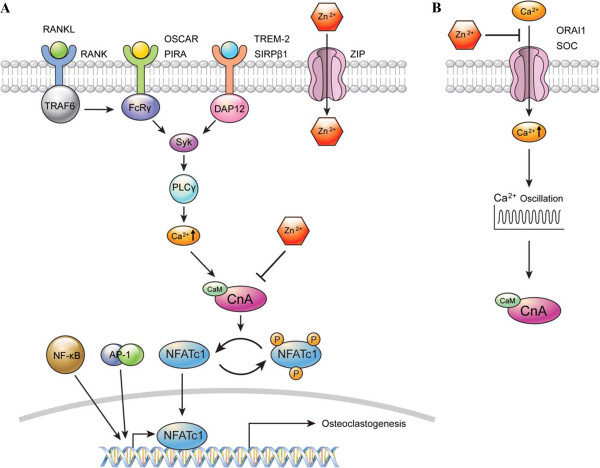 A
RANKL
RANK
TRAF6
OSCAR
PIRA
FcRγ
TREM-2
SIRPβ1
DAP12
Zn2+
ZIP
Zn2+
Syk
PLCγ
Ca2+
Zn2+
CaM
CnA
NF-κB
AP-1
NFATc1
P
P
NFATc1
P
NFATc1
Osteoclastogenesis
B
Ca2+
Zn2+
ORAI1
SOC
Ca2+
Ca2+ Oscillation
CaM
CnA